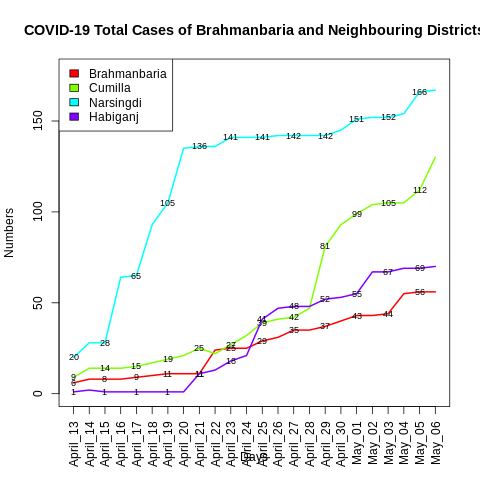 COVID-19 Total Cases of Brahmanbaria and Neighbouring Districts
Brahmanbaria
Cumilla
Narsingdi
Habiganj
Numbers
0
50
100
150
20
28
65
105
136
141
141
142
142
151
152
166
9
14
15
19
25
27
39
42
81
99
105
112
6
8
9
11
11
25
29
35
37
43
44
56
1
1
1
1
11
18
41
48
52
55
67
69
April_13
April_14
April_15
April_16
April_17
April_18
April_19
April_20
April_21
April_22
April_23
April_24
April_25
April_26
April_27
April_28
April_29
April_30
May_01
May_02
May_03
May_04
May_05
May_06
Days